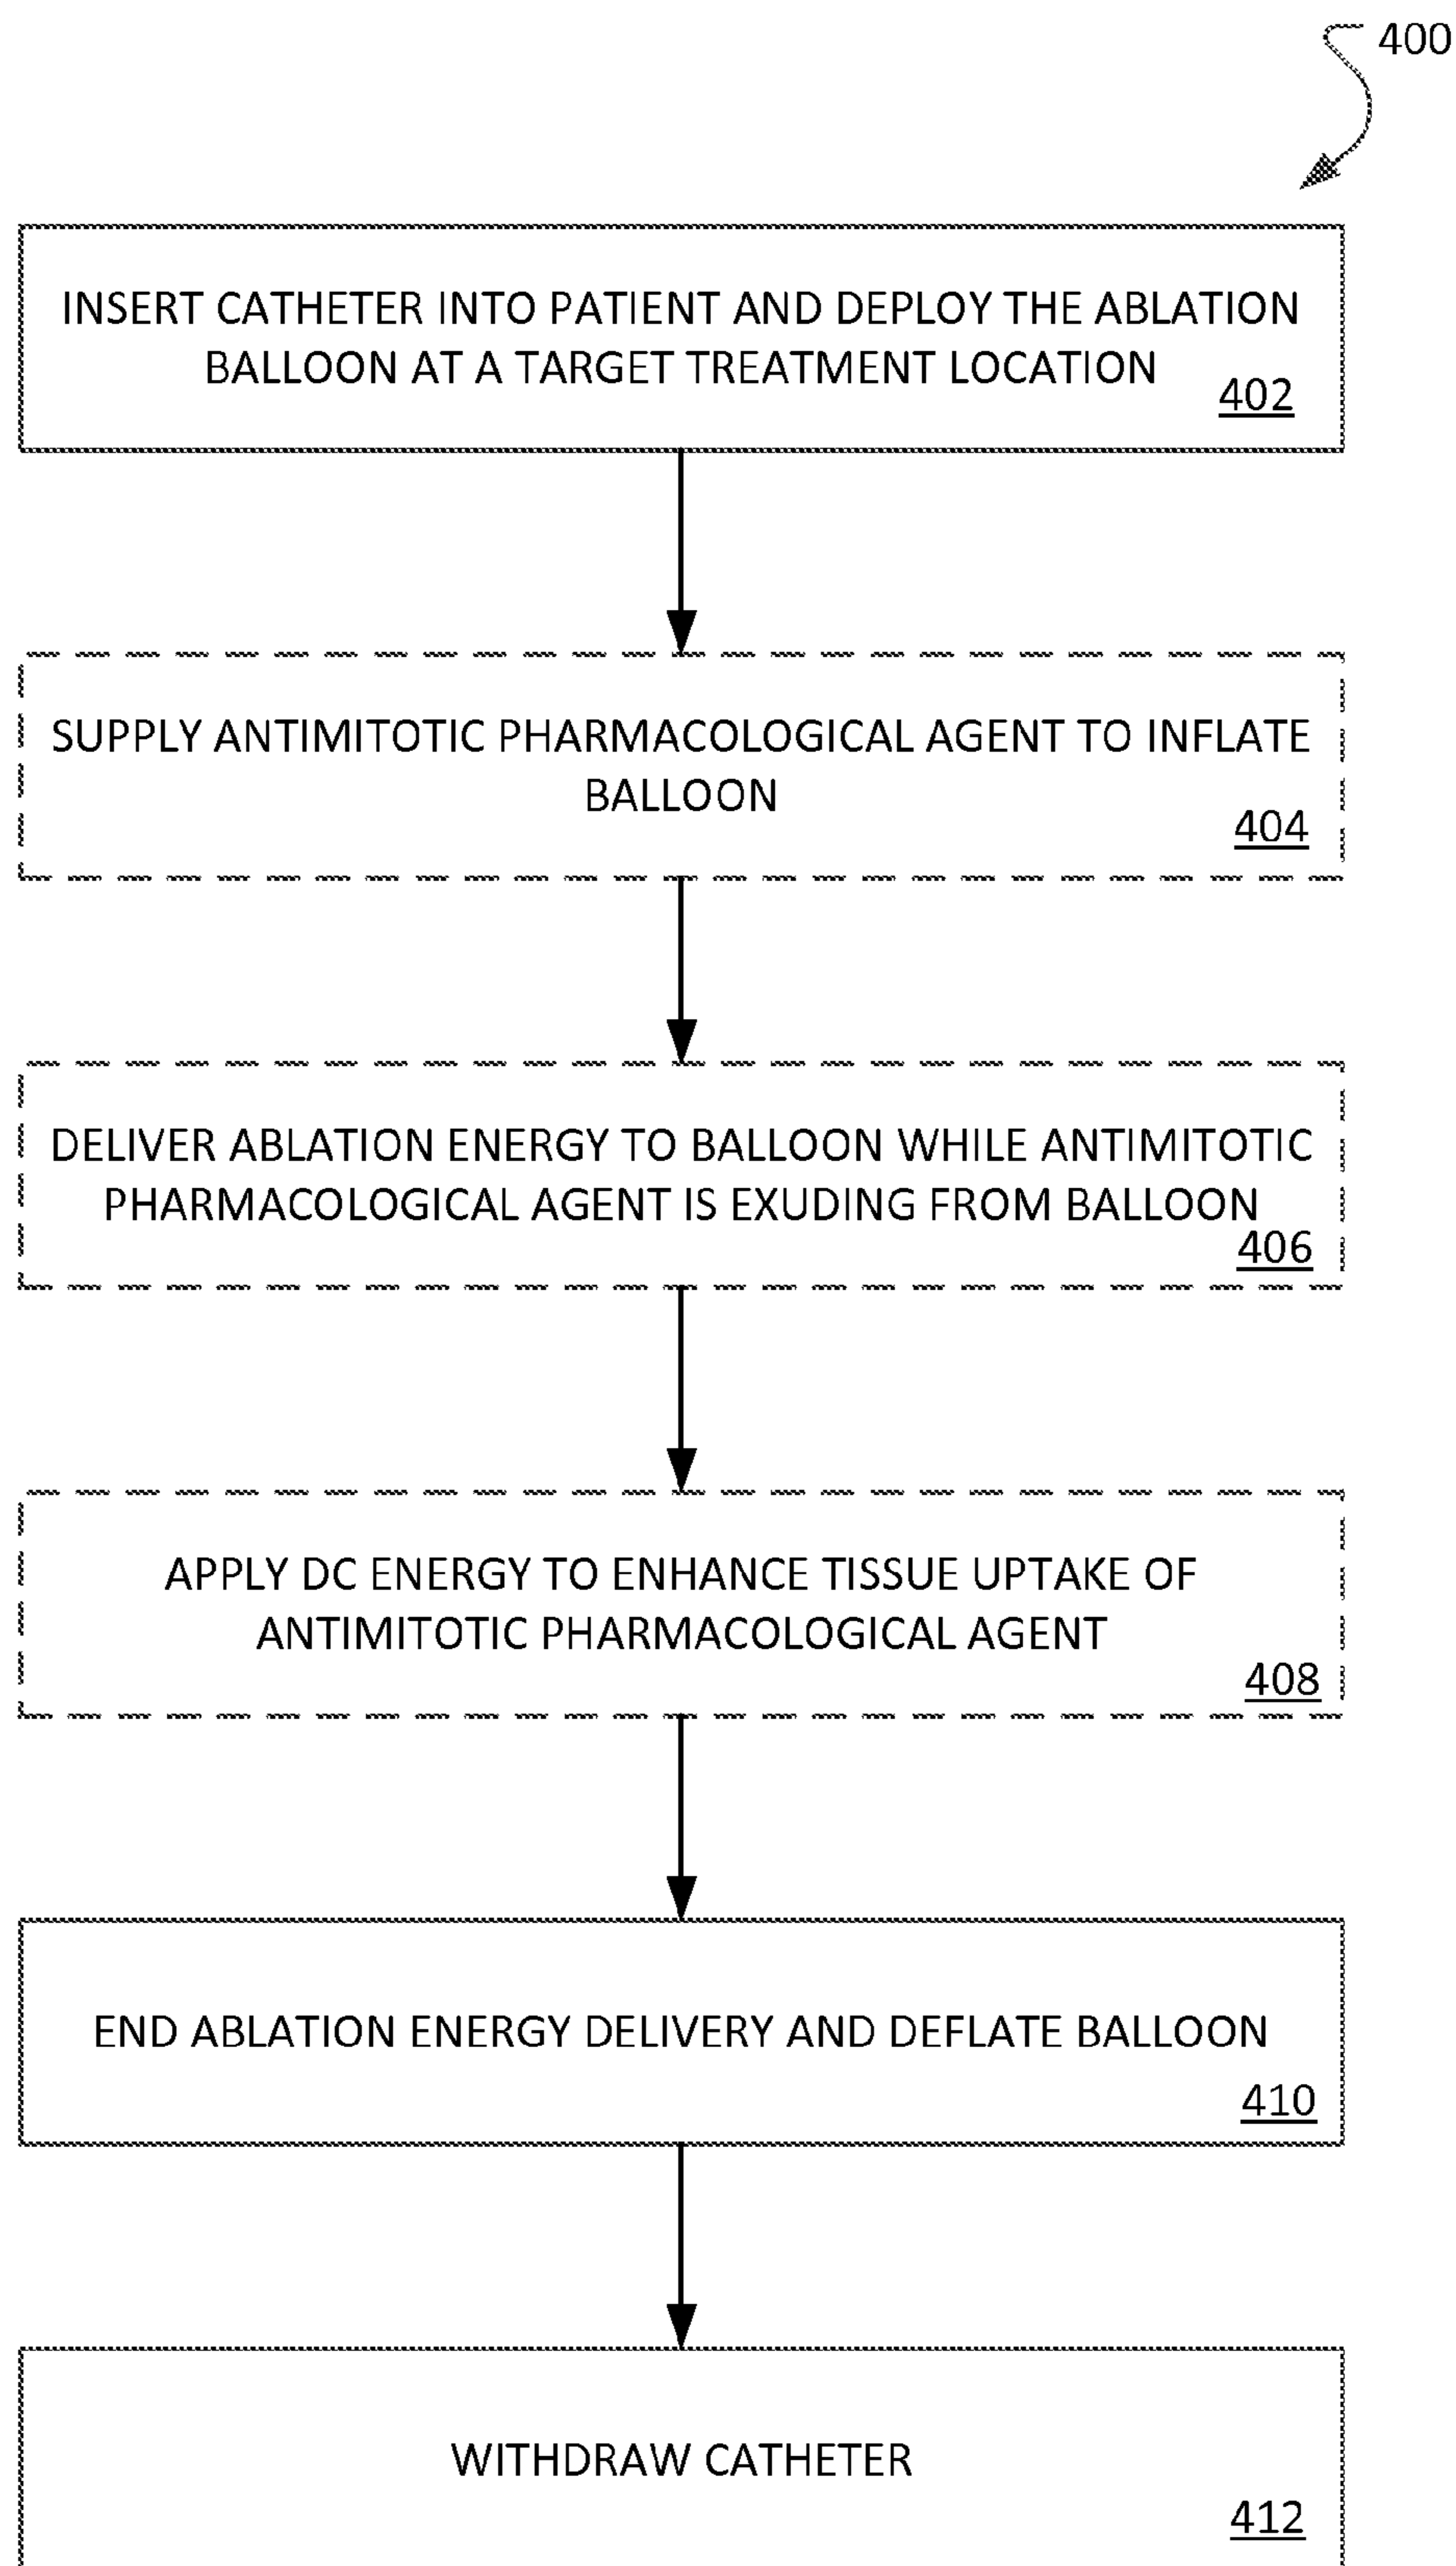 400
INSERT CATHETER INTO PATIENT AND DEPLOY THE ABLATION
BALLOON AT A TARGET TREATMENT LOCATION
402
SUPPLY ANTIMITOTIC PHARMACOLOGICAL AGENT TO INFLATE
BALLOON
404
DELIVER ABLATION ENERGY TO BALLOON WHILE ANTIMITOTIC
PHARMACOLOGICAL AGENT IS EXUDING FROM BALLOON
406
APPLY DC ENERGY TO ENHANCE TISSUE UPTAKE OF
ANTIMITOTIC PHARMACOLOGICAL AGENT
408
END ABLATION ENERGY DELIVERY AND DEFLATE BALLOON
410
WITHDRAW CATHETER
412